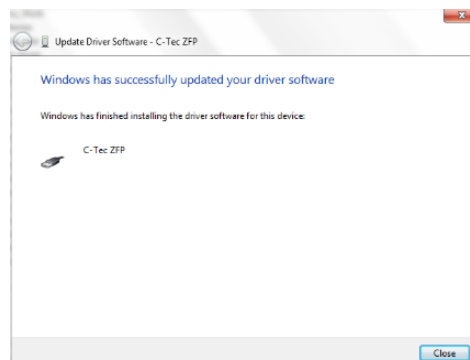 Update Driver Software - C-Tec ZFP
Windows has successfully updated your driver software
Windows has finished installing the driver software for this device:
C-Tec ZFP
Close